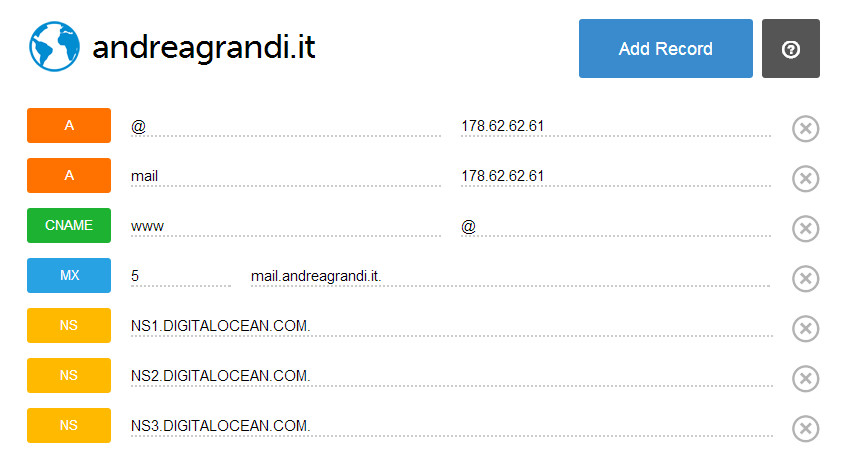 andreagrandi.it
Add Record
?
A @ 178.62.62.61
A mail 178.62.62.61
CNAME www @
MX 5 mail.andreagrandi.it.
NS NS1.DIGITALOCEAN.COM.
NS NS2.DIGITALOCEAN.COM.
NS NS3.DIGITALOCEAN.COM.